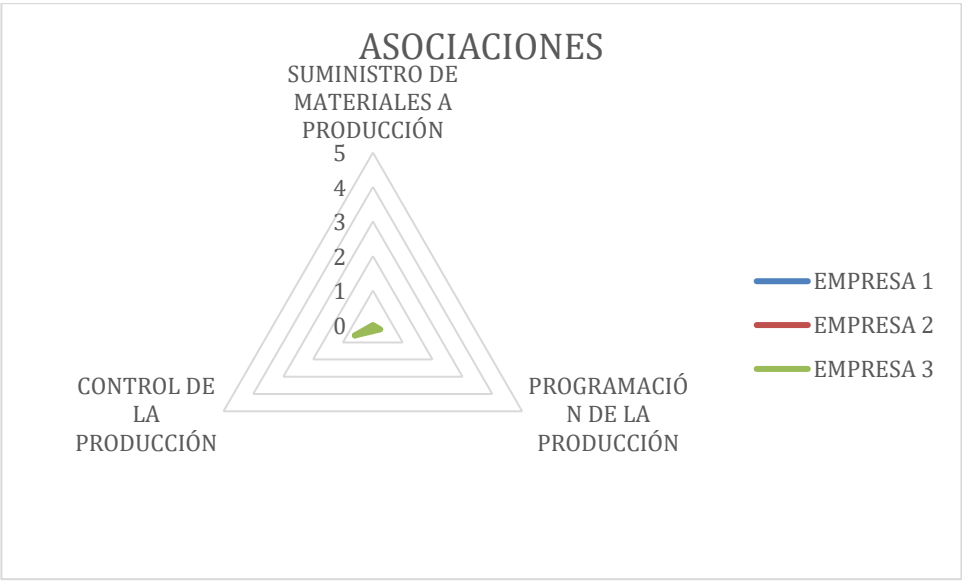 ASOCIACIONES
SUMINISTRO DE
MATERIALES A
PRODUCCIÓN
5
4
3
2
1
0
CONTROL DE
LA
PRODUCCIÓN
PROGRAMACIÓ
N DE LA
PRODUCCIÓN
EMPRESA 1
EMPRESA 2
EMPRESA 3